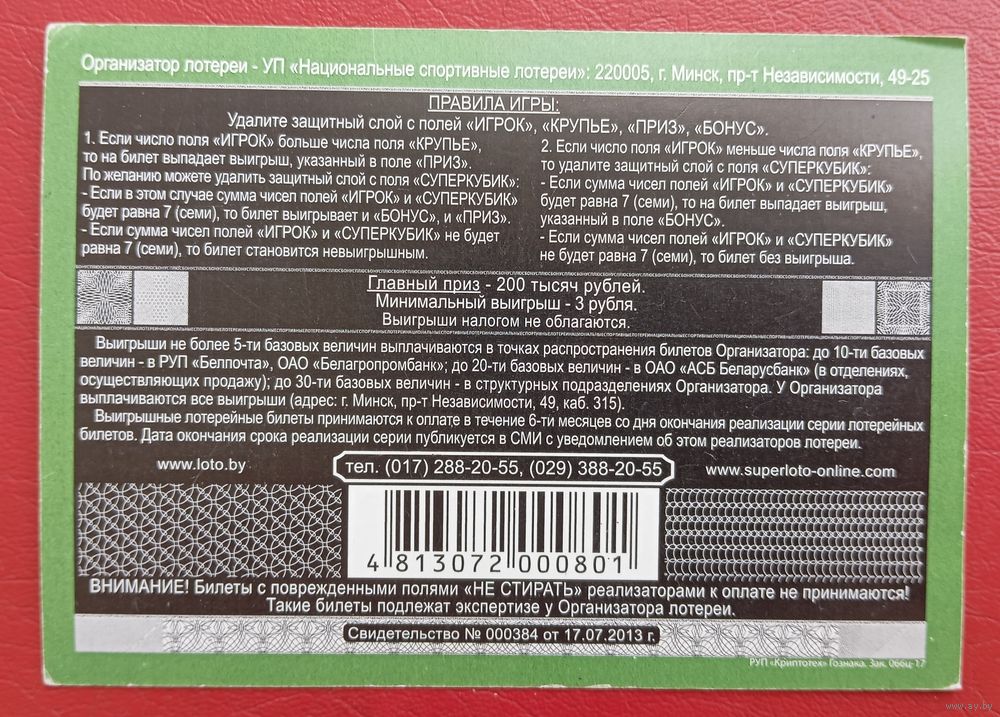 Организатор лотереи - УП «Национальные спортивные лотереи»: 220005, г. Минск, пр-т Независимости, 49-25
ПРАВИЛА ИГРЫ:
Удалите защитный слой с полей «ИГРОК», «КРУПЬЕ», «ПРИЗ», «БОНУС».
1. Если число поля «ИГРОК» больше числа поля «КРУПЬЕ»,
то на билет выпадает выигрыш, указанный в поле «ПРИЗ».
По желанию можете удалить защитный слой с поля «СУПЕРКУБИК»:
- Если в этом случае сумма чисел полей «ИГРОК» и «СУПЕРКУБИК»
будет равна 7 (семи), то билет выигрывает и «БОНУС», и «ПРИЗ».
- Если сумма чисел полей «ИГРОК» и «СУПЕРКУБИК» не будет
равна 7 (семи), то билет становится невыигрышным.
2. Если число поля «ИГРОК» меньше числа поля «КРУПЬЕ»,
то удалите защитный слой с поля «СУПЕРКУБИК»:
- Если сумма чисел полей «ИГРОК» и «СУПЕРКУБИК»
будет равна 7 (семи), то на билет выпадает выигрыш,
указанный в поле «БОНУС».
- Если сумма чисел полей «ИГРОК» и «СУПЕРКУБИК»
не будет равна 7 (семи), то билет без выигрыша.
Главный приз - 200 тысяч рублей.
Минимальный выигрыш - 3 рубля.
Выигрыши налогом не облагаются.
Выигрыши не более 5-ти базовых величин выплачиваются в точках распространения билетов Организатора: до 10-ти базовых
величин - в РУП «Белпочта», ОАО «Белагропромбанк»; до 20-ти базовых величин - в ОАО «АСБ Беларусбанк» (в отделениях,
осуществляющих продажу); до 30-ти базовых величин - в структурных подразделениях Организатора. У Организатора
выплачиваются все выигрыши (адрес: г. Минск, пр-т Независимости, 49, каб. 315).
Выигрышные лотерейные билеты принимаются к оплате в течение 6-ти месяцев со дня окончания реализации серии лотерейных
билетов. Дата окончания срока реализации серии публикуется в СМИ с уведомлением об этом реализаторов лотереи.
www.loto.by
тел. (017) 288-20-55, (029) 388-20-55
www.superloto-online.com
4 813072 000801
ВНИМАНИЕ! Билеты с поврежденными полями «НЕ СТИРАТЬ» реализаторами к оплате не принимаются!
Такие билеты подлежат экспертизе у Организатора лотереи.
Свидетельство № 000384 от 17.07.2013 г.
РУП «Криптотех» Гознака. Зак. 066ц-17
www.ay.by